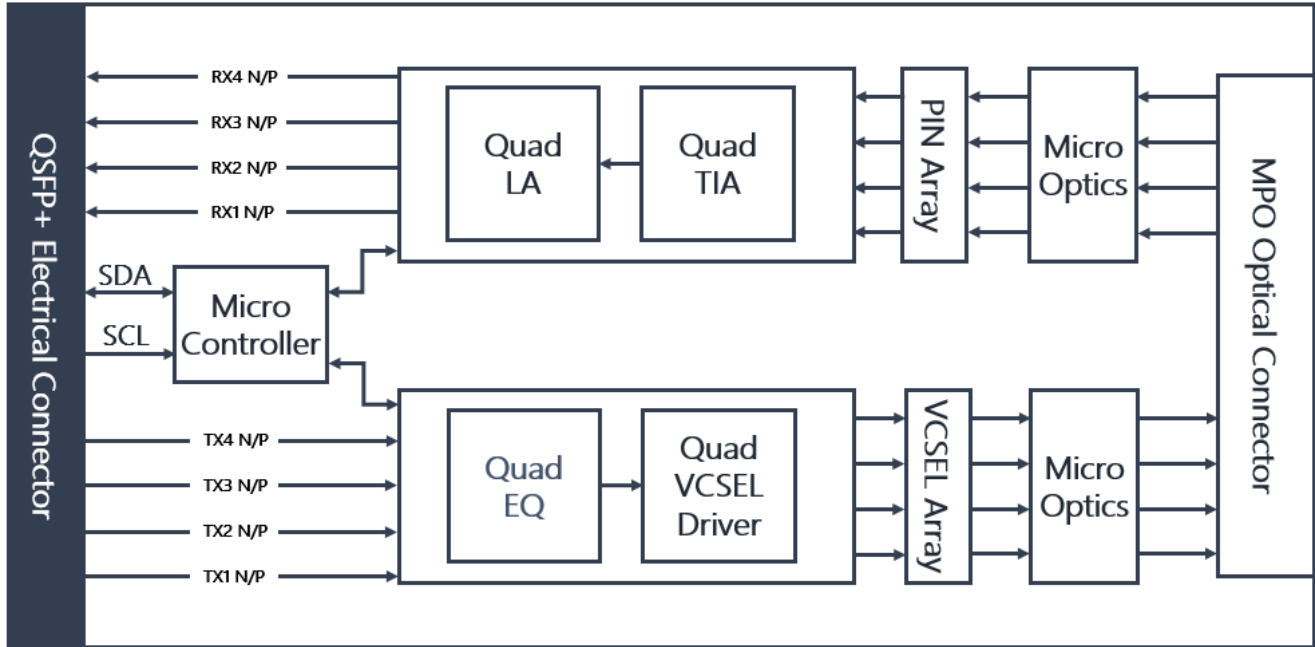 QSFP+ Electrical Connector
RX4 N/P
RX3 N/P
RX2 N/P
RX1 N/P
Quad
LA
Quad
TIA
PIN Array
Micro
Optics
MPO Optical Connector
SDA
SCL
Micro
Controller
TX4 N/P
TX3 N/P
TX2 N/P
TX1 N/P
Quad
EQ
Quad
VCSEL
Driver
VCSEL Array
Micro
Optics